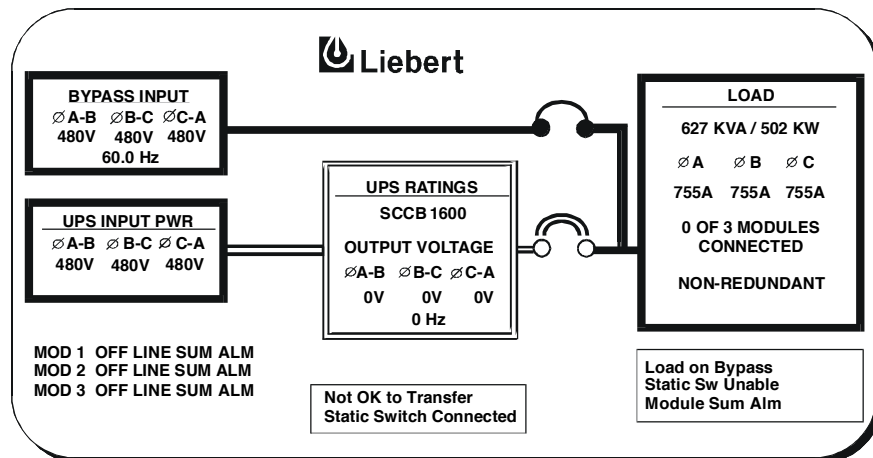 Liebert
BYPASS INPUT
∅A-B ∅B-C ∅C-A
480V 480V 480V
60.0 Hz
UPS INPUT PWR
∅A-B ∅B-C ∅C-A
480V 480V 480V
UPS RATINGS
SCCB 1600
OUTPUT VOLTAGE
∅A-B ∅B-C ∅C-A
0V 0V 0V
0 Hz
LOAD
627 KVA / 502 KW
∅A ∅B ∅C
755A 755A 755A
0 OF 3 MODULES
CONNECTED
NON-REDUNDANT
MOD 1 OFF LINE SUM ALM
MOD 2 OFF LINE SUM ALM
MOD 3 OFF LINE SUM ALM
Not OK to Transfer
Static Switch Connected
Load on Bypass
Static Sw Unable
Module Sum Alm